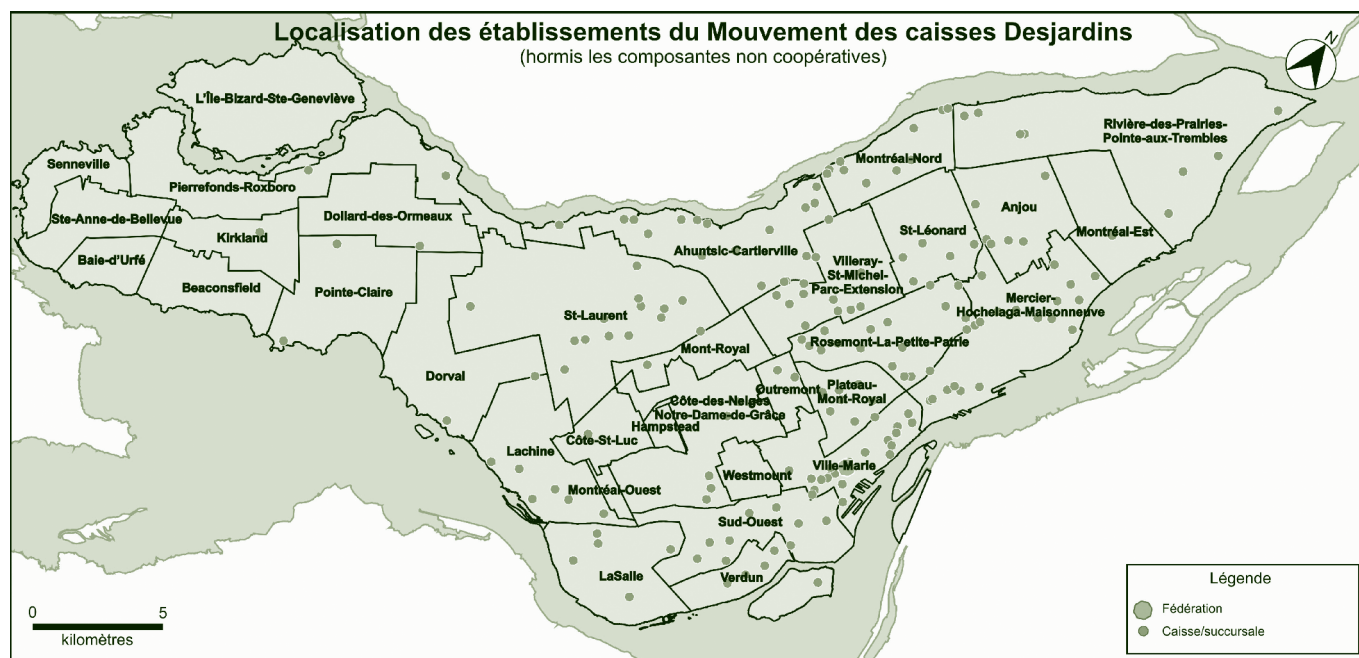 Localisation des établissements du Mouvement des caisses Desjardins
(hormis les composantes non coopératives)
N
L'Île-Bizard-Ste-Geneviève
Rivière-des-Prairies-
Pointe-aux-Trembles
Senneville
Montréal-Nord
Pierrefonds-Roxboro
Ste-Anne-de-Bellevue
Dollard-des-Ormeaux
Anjou
Kirkland
St-Léonard
Montréal-Est
Baie-d'Urfé
Ahuntsic-Cartierville
Villeray-
St-Michel-
Parc-Extension
Beaconsfield
Pointe-Claire
Mercier-
Hochelaga-Maisonneuve
St-Laurent
Rosemont-La-Petite-Patrie
Mont-Royal
Dorval
Outremont
Plateau-
Mont-Royal
Côte-des-Neiges
Notre-Dame-de-Grâce
Hampstead
Côte-St-Luc
Lachine
Ville-Marie
Westmount
Montréal-Ouest
Sud-Ouest
LaSalle
Verdun
0 5
kilomètres
Légende
Fédération
Caisse/succursale